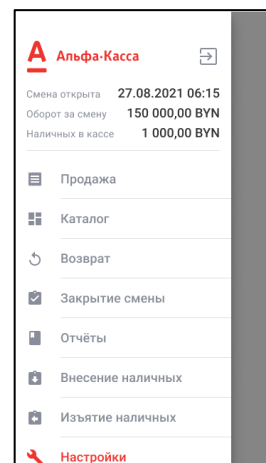 Альфа-Касса
Смена открыта 27.08.2021 06:15
Оборот за смену 150 000,00 BYN
Наличных в кассе 1 000,00 BYN
Продажа
Каталог
Возврат
Закрытие смены
Отчёты
Внесение наличных
Изъятие наличных
Настройки